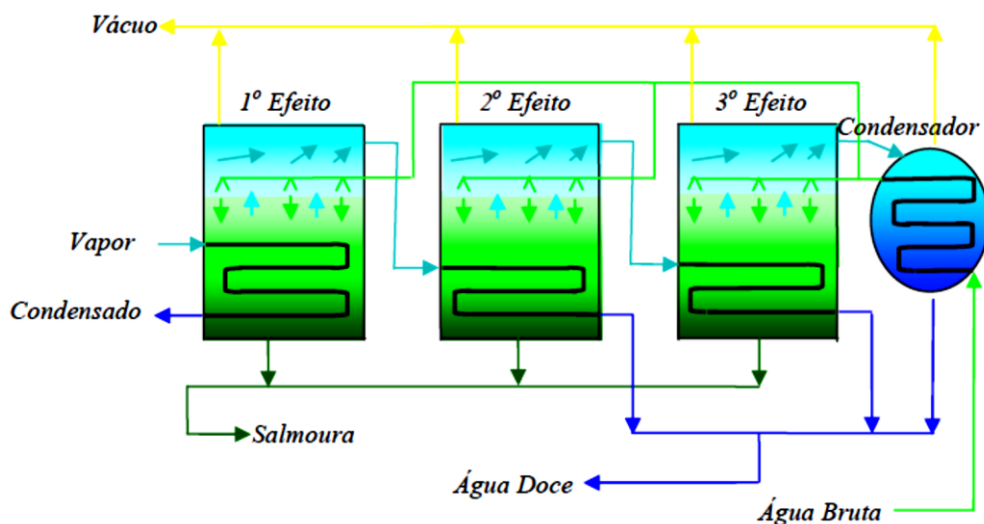 Vácuo
1º Efeito
2º Efeito
3º Efeito
Condensador
Vapor
Condensado
Salmoura
Água Doce
Água Bruta